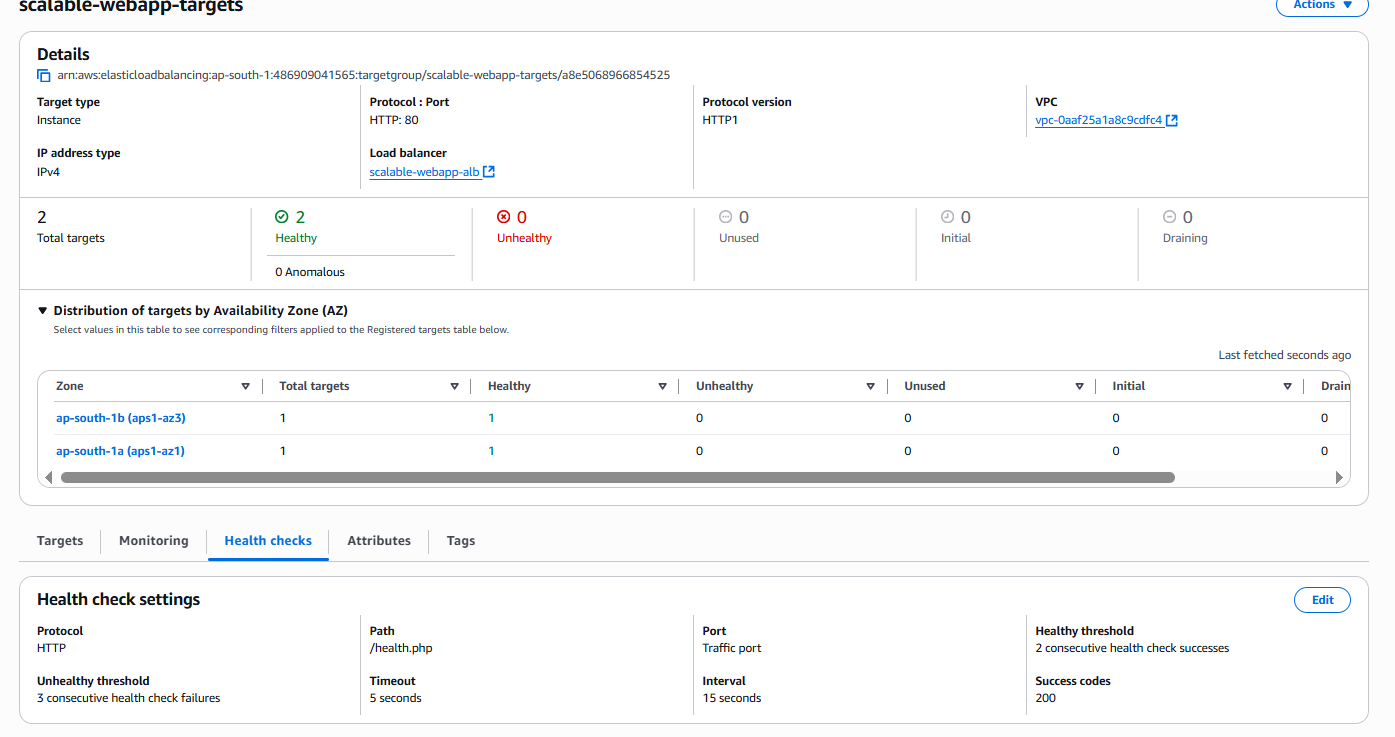 scalable-webapp-targets
Actions
Details
arn:aws:elasticloadbalancing:ap-south-1:486909041565:targetgroup/scalable-webapp-targets/a8e5068966854525
Target type
Instance
Protocol : Port
HTTP: 80
Protocol version
HTTP1
VPC
vpc-0aaf25a1a8c9cdfc4
IP address type
IPv4
Load balancer
scalable-webapp-alb
2
Total targets
2
Healthy
0 Anomalous
0
Unhealthy
0
Unused
0
Initial
0
Draining
Distribution of targets by Availability Zone (AZ)
Select values in this table to see corresponding filters applied to the Registered targets table below.
Last fetched seconds ago
Zone Total targets Healthy Unhealthy Unused Initial Drain
ap-south-1b (aps1-az3) 1 1 0 0 0 0
ap-south-1a (aps1-az1) 1 1 0 0 0 0
Targets Monitoring Health checks Attributes Tags
Health check settings
Edit
Protocol
HTTP
Path
/health.php
Port
Traffic port
Healthy threshold
2 consecutive health check successes
Unhealthy threshold
3 consecutive health check failures
Timeout
5 seconds
Interval
15 seconds
Success codes
200